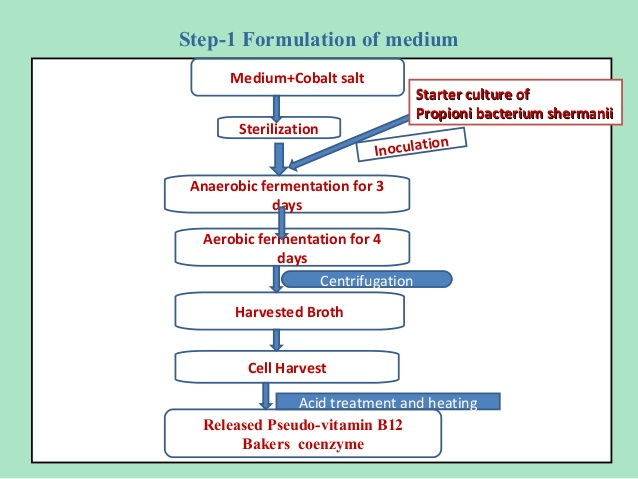 Step-1 Formulation of medium
Medium+Cobalt salt
Starter culture of
Propioni bacterium shermanii
Sterilization
Inoculation
Anaerobic fermentation for 3
days
Aerobic fermentation for 4
days
Centrifugation
Harvested Broth
Cell Harvest
Acid treatment and heating
Released Pseudo-vitamin B12
Bakers coenzyme